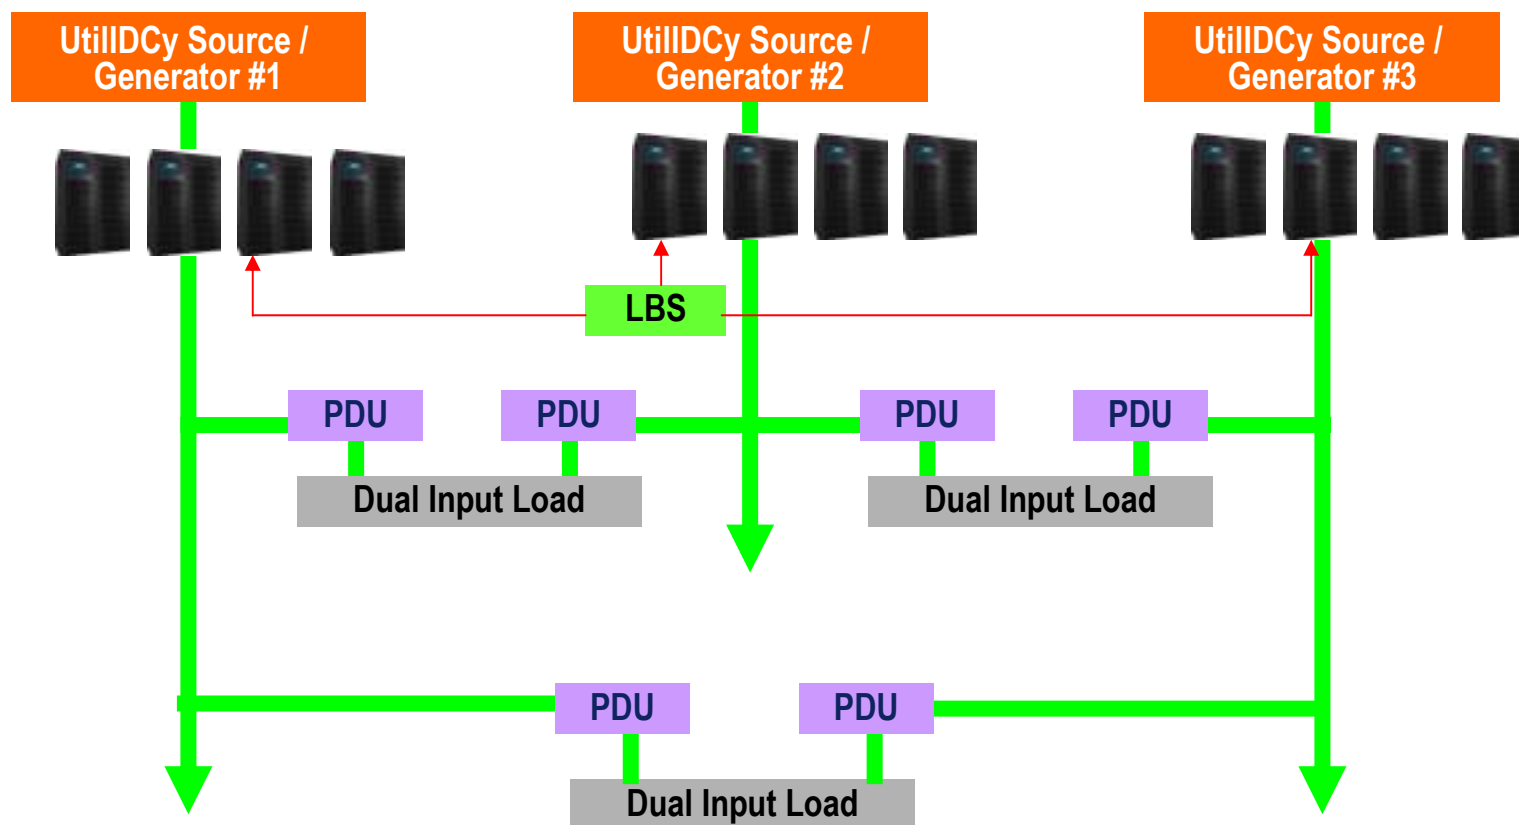 UtilIDCy Source /
Generator #1
UtilIDCy Source /
Generator #2
UtilIDCy Source /
Generator #3
LBS
PDU
PDU
PDU
PDU
Dual Input Load
Dual Input Load
PDU
PDU
Dual Input Load